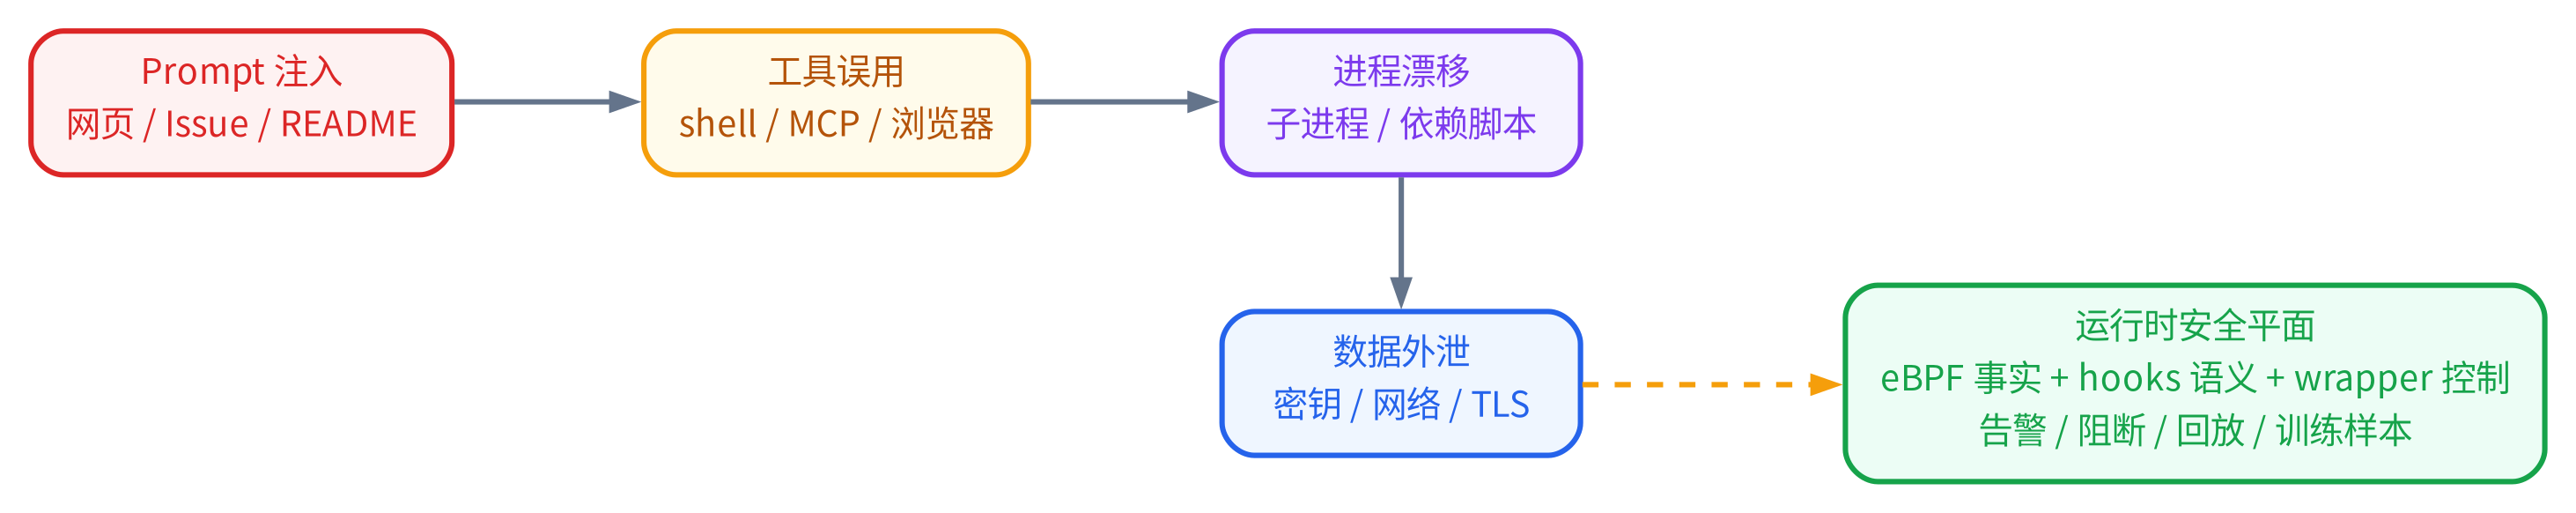 Prompt 注入
网页 / Issue / README
工具误用
shell / MCP / 浏览器
进程漂移
子进程 / 依赖脚本
数据外泄
密钥 / 网络 / TLS
运行时安全平面
eBPF 事实 + hooks 语义 + wrapper 控制
告警 / 阻断 / 回放 / 训练样本